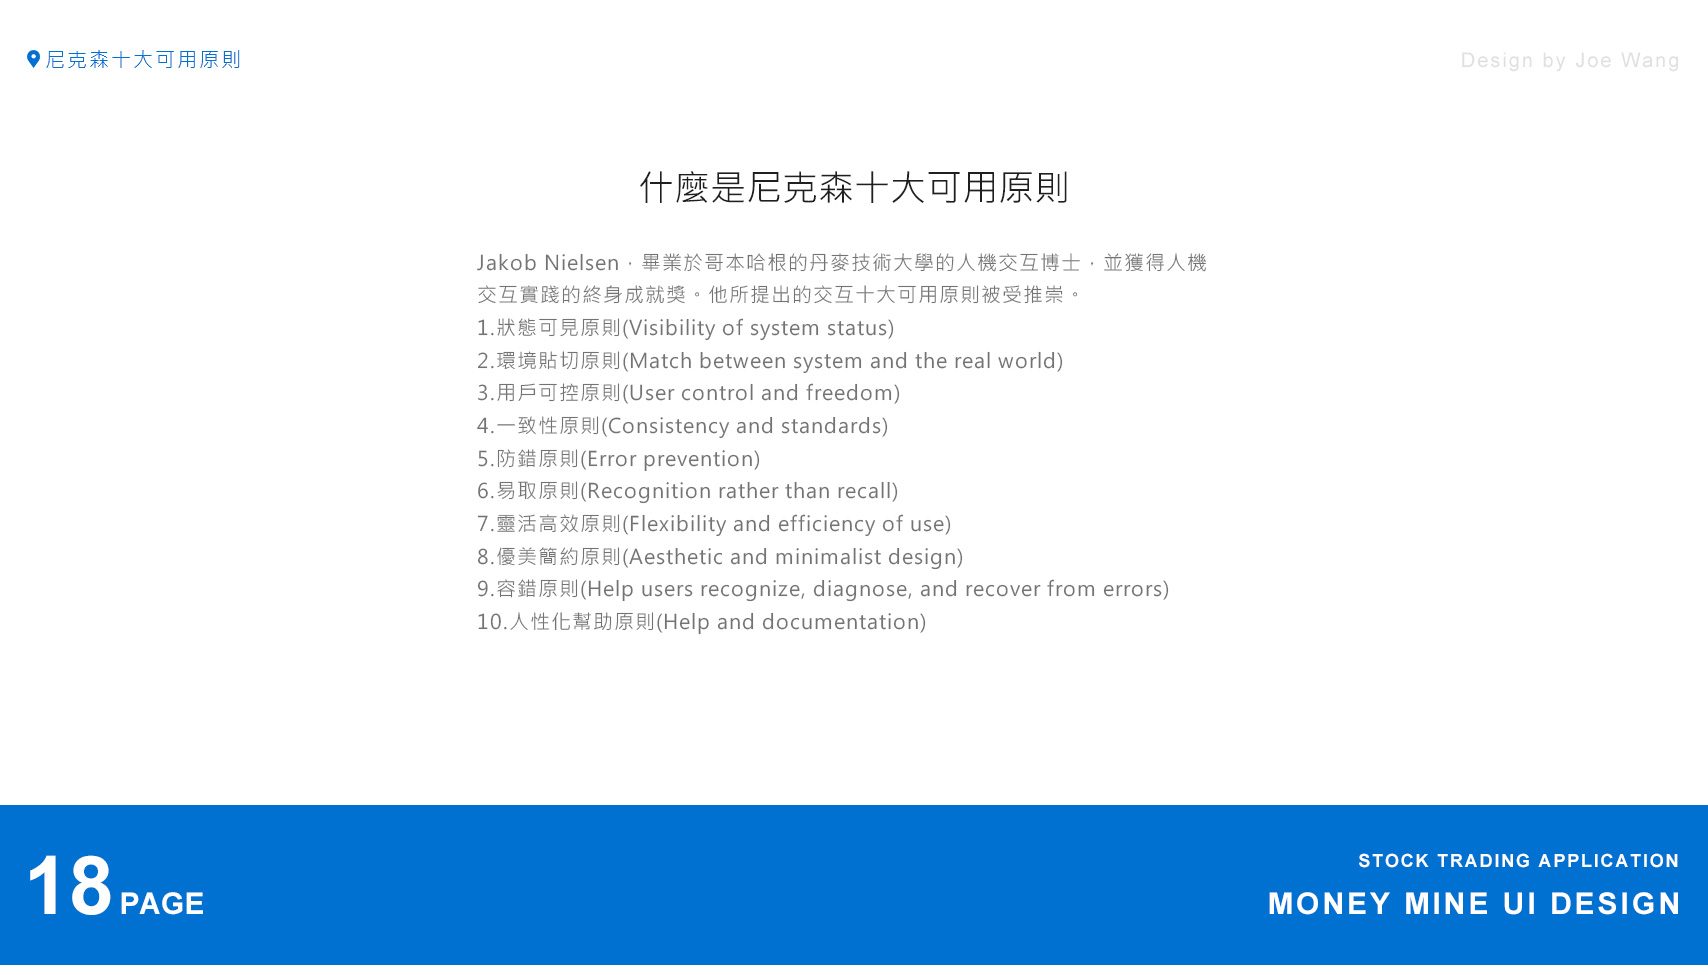 尼克森十大可用原則
Design by Joe Wang
什麼是尼克森十大可用原則
Jakob Nielsen，畢業於哥本哈根的丹麥技術大學的人機交互博士，並獲得人機
交互實踐的終身成就獎。他所提出的交互十大可用原則被受推崇。
1.狀態可見原則(Visibility of system status)
2.環境貼切原則(Match between system and the real world)
3.用戶可控原則(User control and freedom)
4.一致性原則(Consistency and standards)
5.防錯原則(Error prevention)
6.易取原則(Recognition rather than recall)
7.靈活高效原則(Flexibility and efficiency of use)
8.優美簡約原則(Aesthetic and minimalist design)
9.容錯原則(Help users recognize, diagnose, and recover from errors)
10.人性化幫助原則(Help and documentation)
18 PAGE
STOCK TRADING APPLICATION
MONEY MINE UI DESIGN